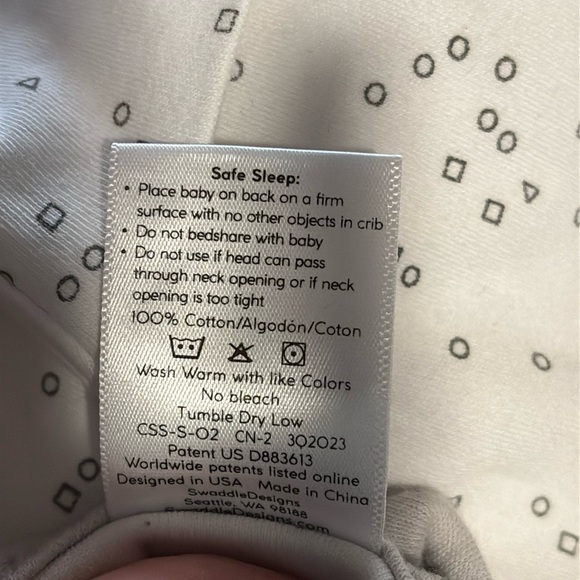 Safe Sleep:
• Place baby on back on a firm
surface with no other objects in crib
• Do not bedshare with baby
• Do not use if head can pass
through neck opening or if neck
opening is too tight
100% Cotton/Algodón/Coton
Wash Warm with like Colors
No bleach
Tumble Dry Low
CSS-S-02 CN-2 3Q2023
Patent US D883613
Worldwide patents listed online
Designed in USA Made in China
SwaddleDesigns
Seattle, WA 98188
SwaddleDesigns.com